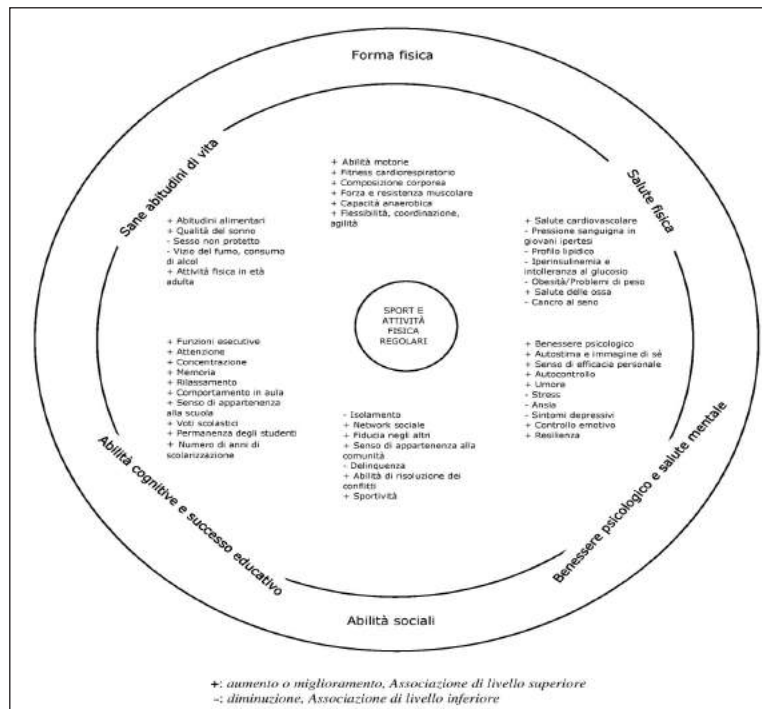 Forma fisica
Sane abitudini di vita
Salute fisica
+ Abilità motorie
+ Fitness cardiorespiratorio
+ Composizione corporea
+ Forza e resistenza muscolare
+ Capacità anaerobica
+ Flessibilità, coordinazione,
agilità
+ Abitudini alimentari
+ Qualità del sonno
- Sesso non protetto
- Vizio del fumo, consumo
di alcol
+ Attività fisica in età
adulta
+ Salute cardiovascolare
- Pressione sanguigna in
giovani ipertesi
- Profilo lipidico
- Iperinsulinemia e
intolleranza al glucosio
- Obesità/Problemi di peso
+ Salute delle ossa
- Cancro al seno
SPORT E
ATTIVITÀ
FISICA
REGOLARI
+ Funzioni esecutive
+ Attenzione
+ Concentrazione
+ Memoria
+ Rilassamento
+ Comportamento in aula
+ Senso di appartenenza
alla scuola
+ Voti scolastici
+ Permanenza degli studenti
+ Numero di anni di
scolarizzazione
- Isolamento
+ Network sociale
+ Fiducia negli altri
+ Senso di appartenenza alla
comunità
- Delinquenza
+ Abilità di risoluzione dei
conflitti
+ Sportività
+ Benessere psicologico
+ Autostima e immagine di sé
+ Senso di efficacia personale
+ Autocontrollo
+ Umore
- Stress
- Ansia
- Sintomi depressivi
+ Controllo emotivo
+ Resilienza
Abilità cognitive e successo educativo
Benessere psicologico e salute mentale
Abilità sociali
+: aumento o miglioramento, Associazione di livello superiore
-: diminuzione, Associazione di livello inferiore